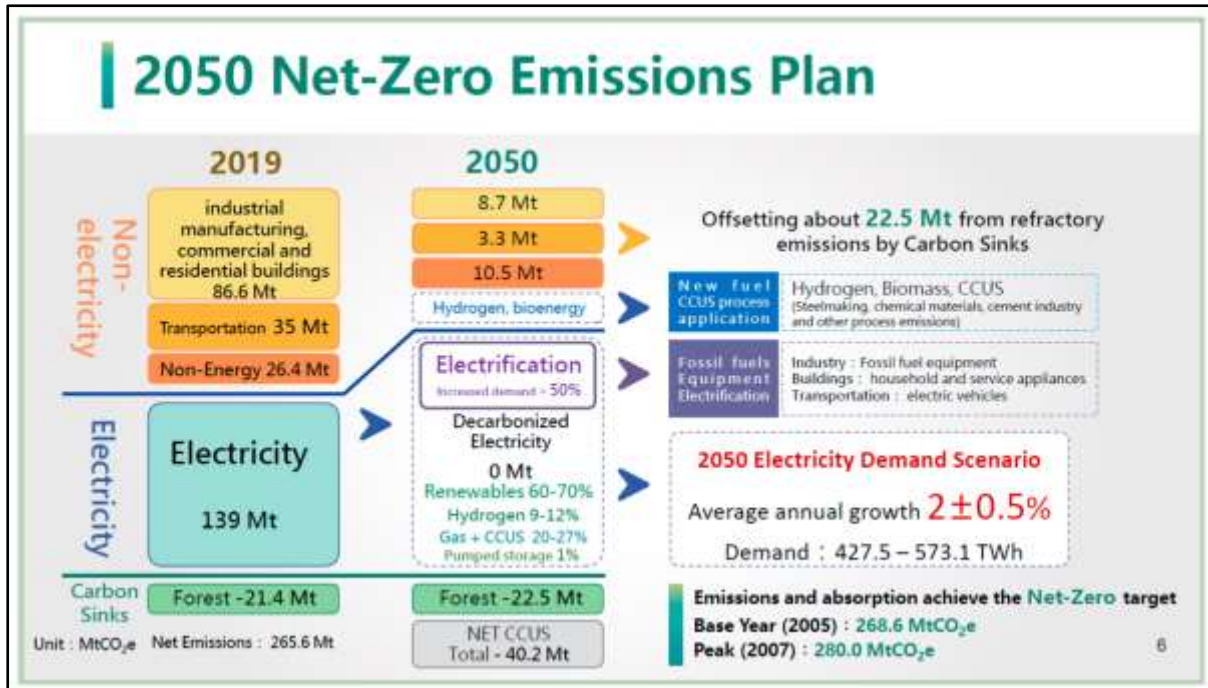 2050 Net-Zero Emissions Plan
2019
2050
Non-
electricity
industrial
manufacturing,
commercial and
residential buildings
86.6 Mt
Transportation 35 Mt
Non-Energy 26.4 Mt
8.7 Mt
3.3 Mt
10.5 Mt
Hydrogen, bioenergy
Offsetting about 22.5 Mt from refractory
emissions by Carbon Sinks
New fuel
CCUS process
application
Hydrogen, Biomass, CCUS
(Steelmaking, chemical materials, cement industry
and other process emissions)
Electricity
Electricity
139 Mt
Electrification
Increased demand ~ 50%
Decarbonized
Electricity
0 Mt
Renewables 60-70%
Hydrogen 9-12%
Gas + CCUS 20-27%
Pumped storage 1%
Fossil fuels
Equipment
Electrification
Industry : Fossil fuel equipment
Buildings : household and service appliances
Transportation : electric vehicles
2050 Electricity Demand Scenario
Average annual growth 2±0.5%
Demand : 427.5 – 573.1 TWh
Carbon
Sinks
Forest -21.4 Mt
Forest -22.5 Mt
Unit : MtCO₂e
Net Emissions : 265.6 Mt
NET CCUS
Total - 40.2 Mt
Emissions and absorption achieve the Net-Zero target
Base Year (2005) : 268.6 MtCO₂e
Peak (2007) : 280.0 MtCO₂e
6